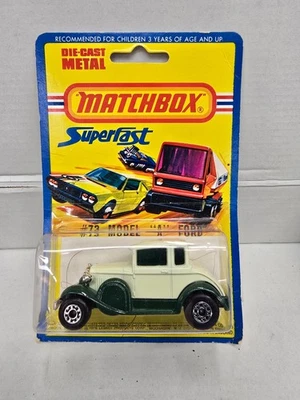 RECOMMENDED FOR CHILDREN 3 YEARS OF AGE AND UP
DIE-CAST
METAL
MATCHBOX®
Superfast
#73 MODEL "A" FORD